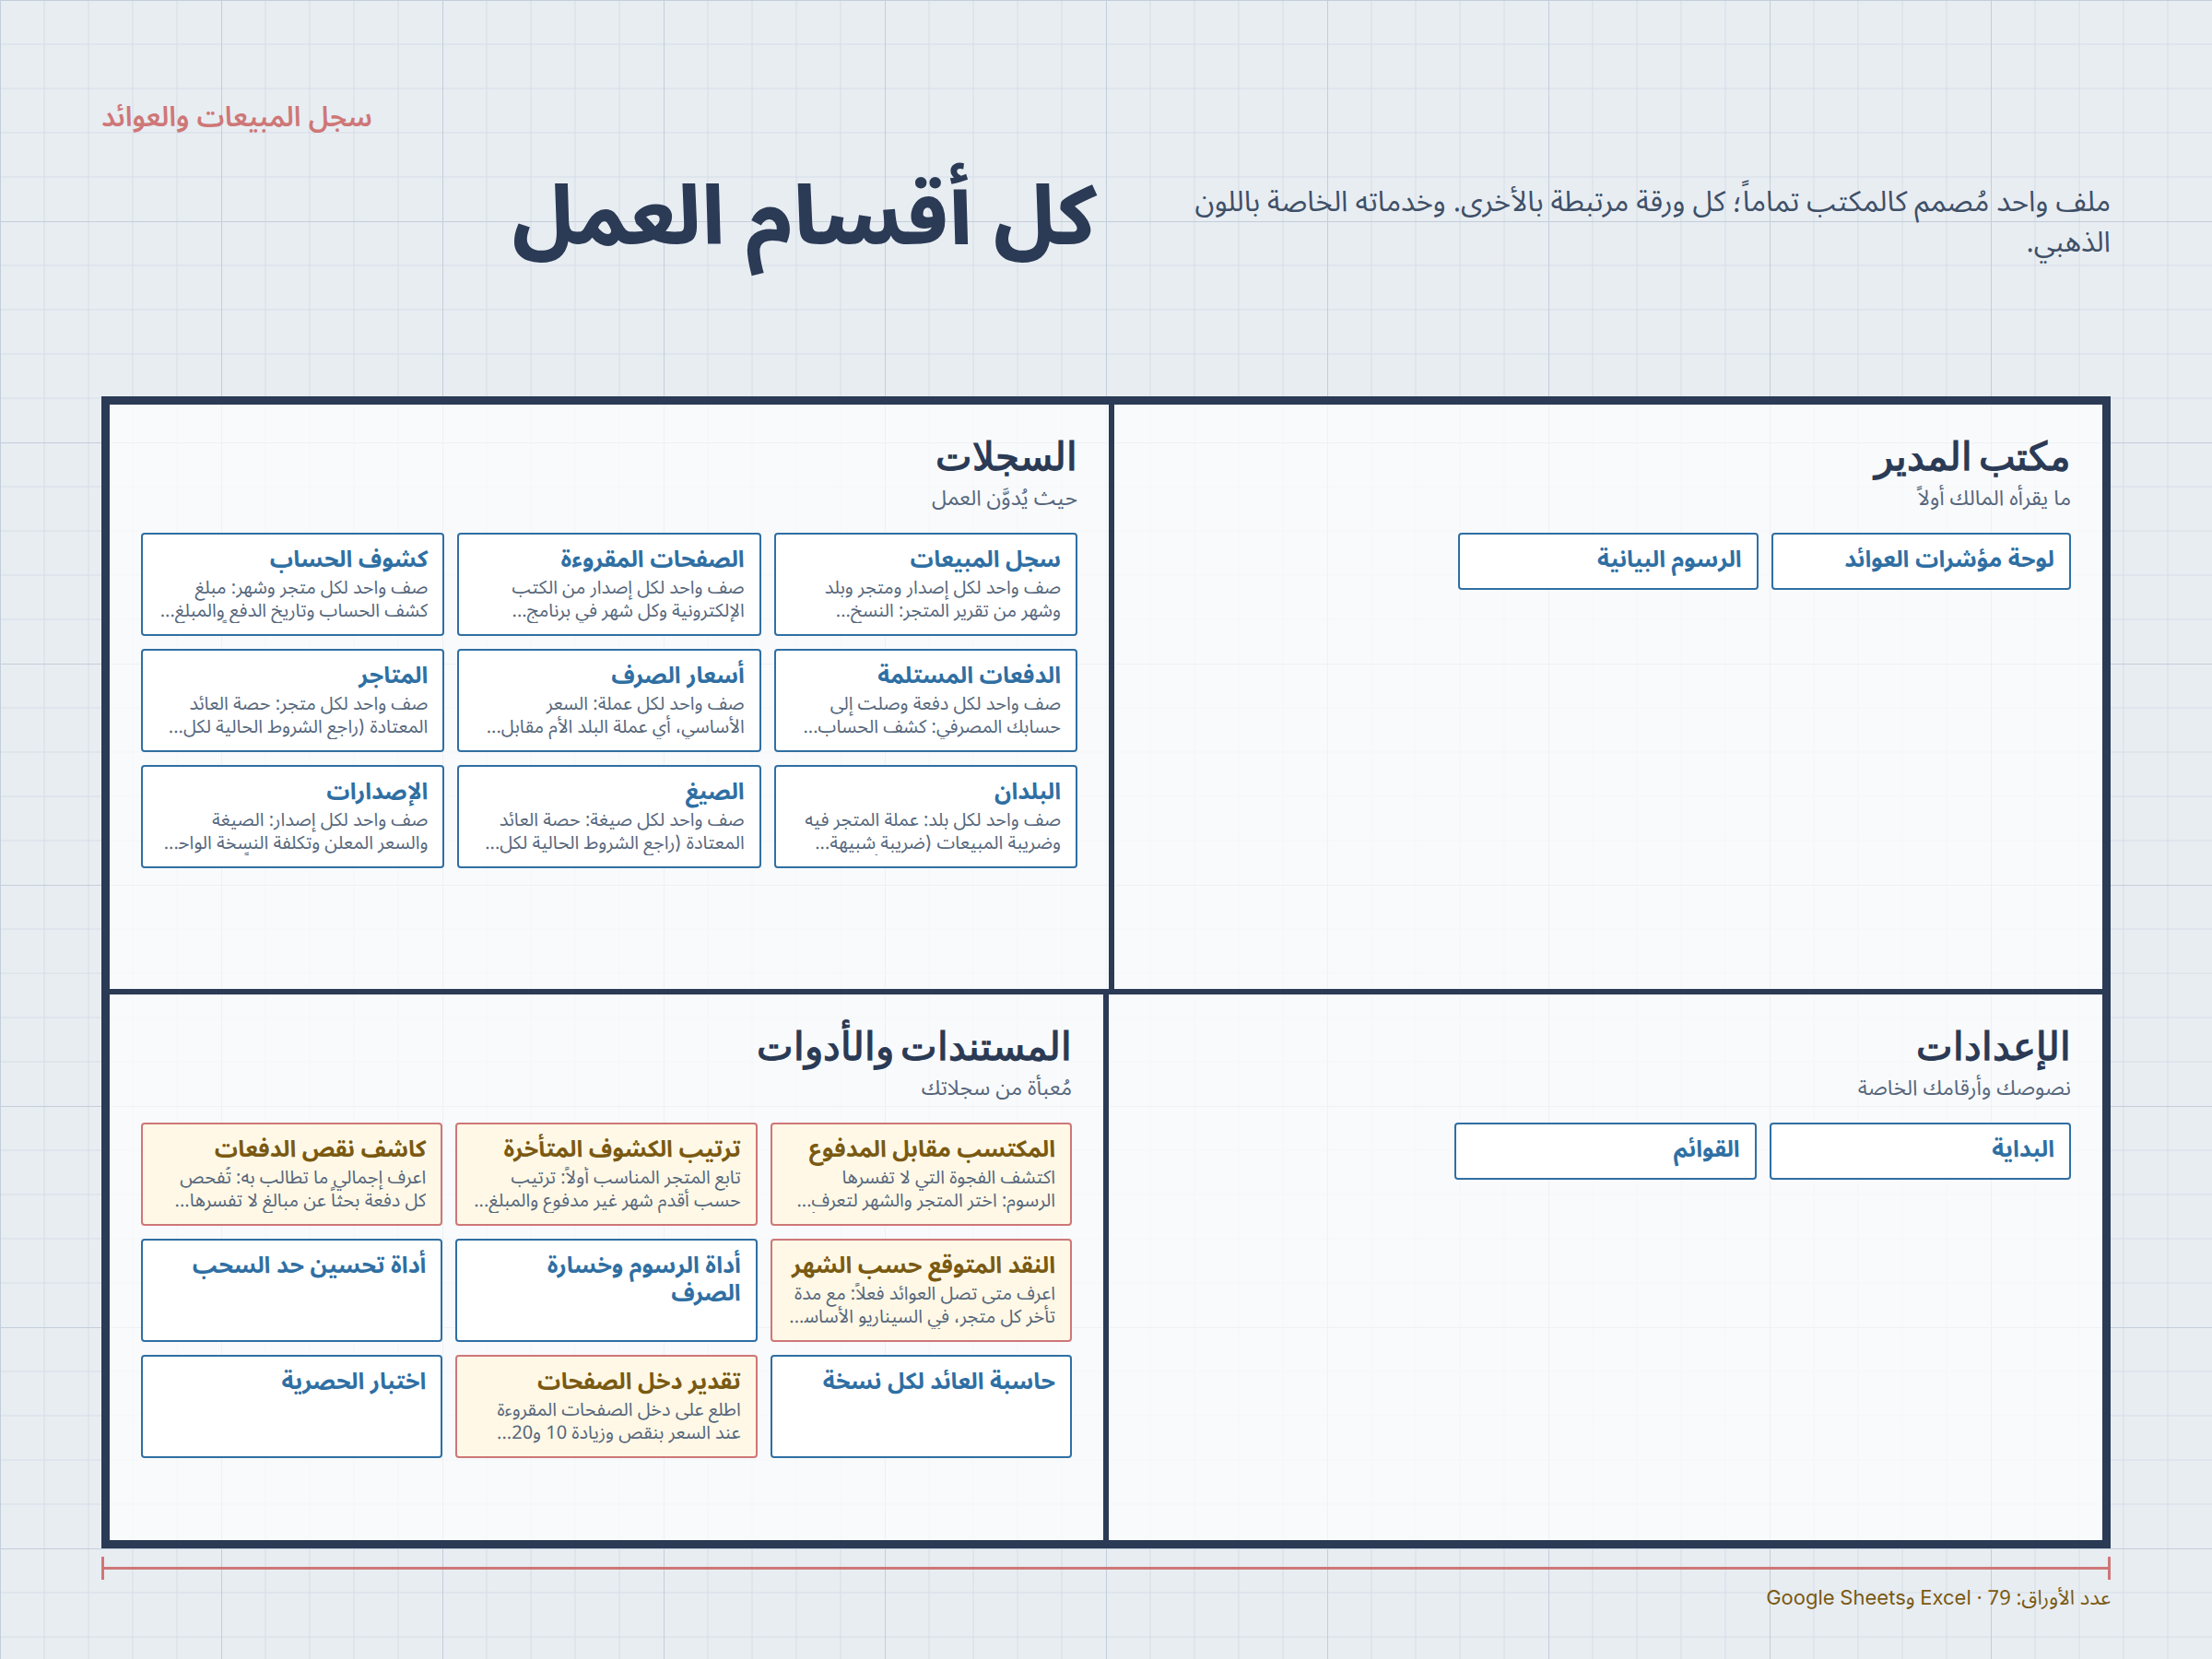 سجل المبيعات والعوائد
كل أقسام العمل
ملف واحد مُصمم كالمكتب تماماً؛ كل ورقة مرتبطة بالأخرى. وخدماته الخاصة باللون
الذهبي.
مكتب المدير
ما يقرأه المالك أولاً
لوحة مؤشرات العوائد
الرسوم البيانية
السجلات
حيث يُدوَّن العمل
سجل المبيعات
صف واحد لكل إصدار ومتجر وبلد
وشهر من تقرير المتجر: النسخ...
الصفحات المقروءة
صف واحد لكل إصدار من الكتب
الإلكترونية وكل شهر في برنامج...
كشوف الحساب
صف واحد لكل متجر وشهر: مبلغ
كشف الحساب وتاريخ الدفع والمبلغ...
الدفعات المستلمة
صف واحد لكل دفعة وصلت إلى
حسابك المصرفي: كشف الحساب...
أسعار الصرف
صف واحد لكل عملة: السعر
الأساسي، أي عملة البلد الأم مقابل...
المتاجر
صف واحد لكل متجر: حصة العائد
المعتادة (راجع الشروط الحالية لكل...
البلدان
صف واحد لكل بلد: عملة المتجر فيه
وضريبة المبيعات (ضريبة شبيهة...
الصيغ
صف واحد لكل صيغة: حصة العائد
المعتادة (راجع الشروط الحالية لكل...
الإصدارات
صف واحد لكل إصدار: الصيغة
والسعر المعلن وتكلفة النسخة الواحـ...
الإعدادات
نصوصك وأرقامك الخاصة
البداية
القوائم
المستندات والأدوات
مُعبأة من سجلاتك
المكتسب مقابل المدفوع
اكتشف الفجوة التي لا تفسرها
الرسوم: اختر المتجر والشهر لتعرف...
ترتيب الكشوف المتأخرة
تابع المتجر المناسب أولاً: ترتيب
حسب أقدم شهر غير مدفوع والمبلغ...
كاشف نقص الدفعات
اعرف إجمالي ما تطالب به: تُفحص
كل دفعة بحثاً عن مبالغ لا تفسرها...
النقد المتوقع حسب الشهر
اعرف متى تصل العوائد فعلاً: مع مدة
تأخر كل متجر، في السيناريو الأساسـ...
أداة الرسوم وخسارة
الصرف
أداة تحسين حد السحب
حاسبة العائد لكل نسخة
تقدير دخل الصفحات
اطلع على دخل الصفحات المقروءة
عند السعر بنقص وزيادة 10 و20...
اختبار الحصرية
عدد الأوراق: 79 · Excel وGoogle Sheets